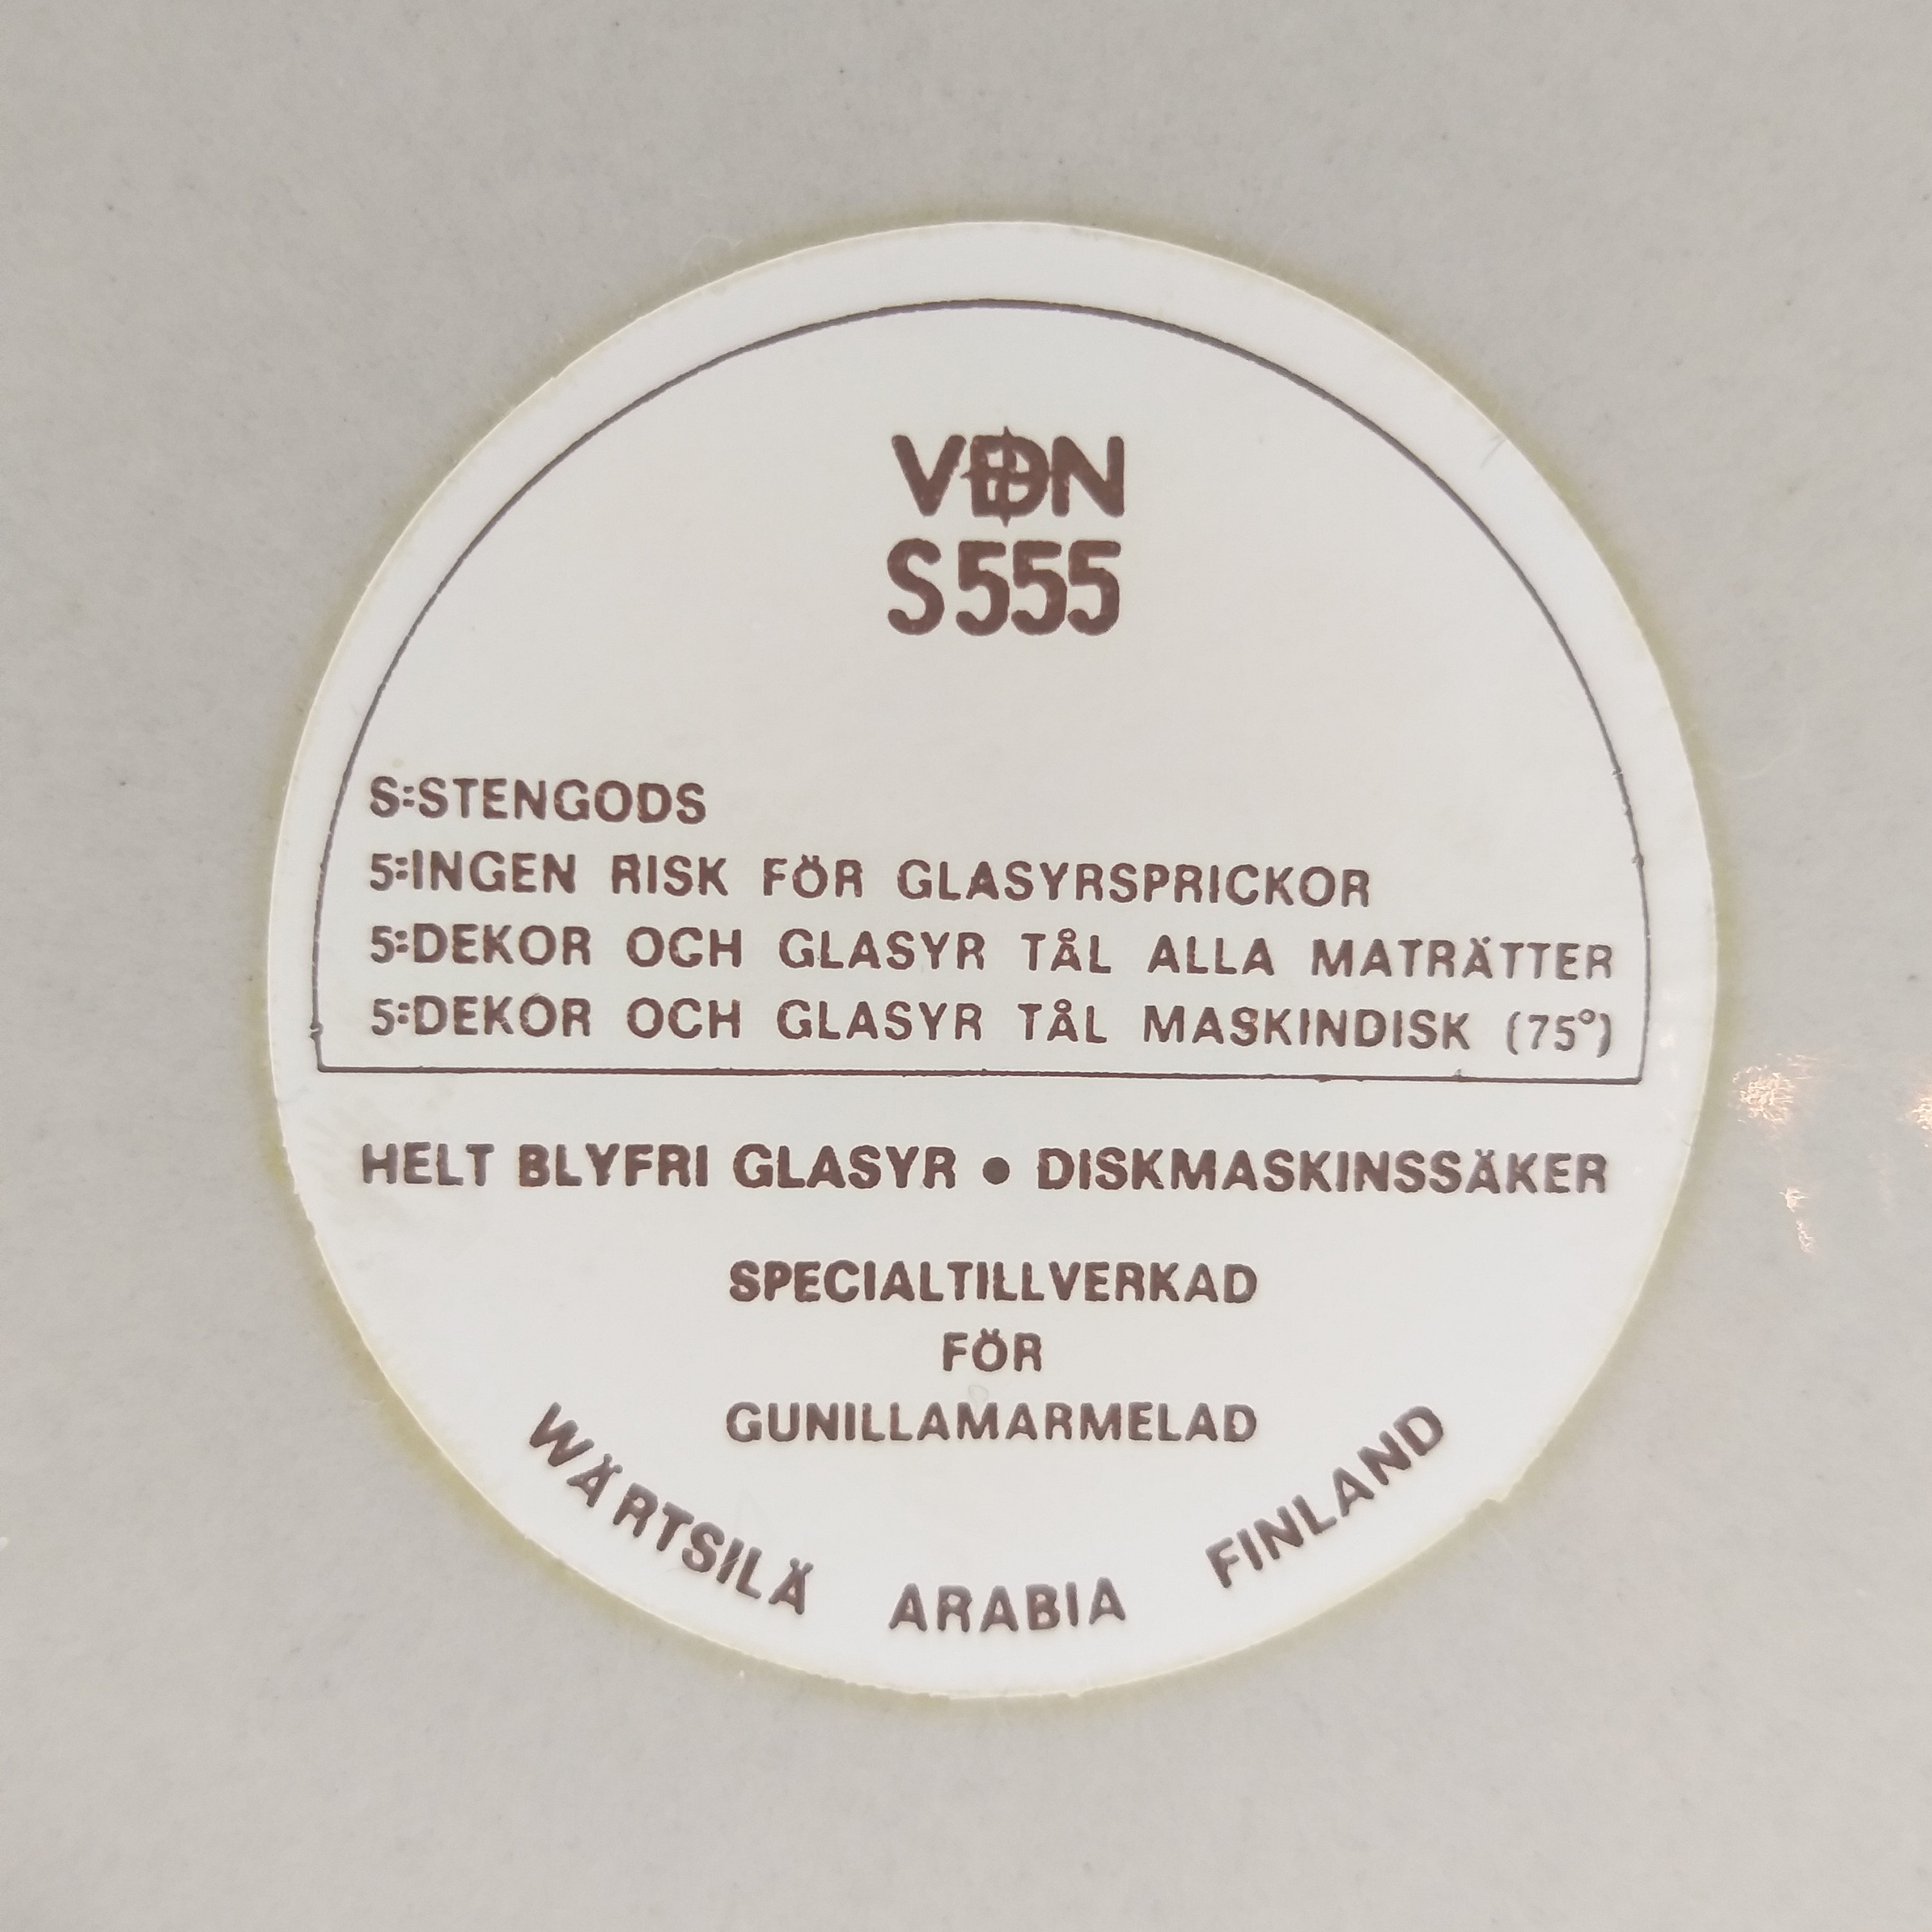 VDN
S555
S:STENGODS
5:INGEN RISK FÖR GLASYRSPRICKOR
5:DEKOR OCH GLASYR TÅL ALLA MATRÄTTER
5:DEKOR OCH GLASYR TÅL MASKINDISK (75°)
HELT BLYFRI GLASYR • DISKMASKINSSÄKER
SPECIALTILLVERKAD
FÖR
GUNILLAMARMELAD
WÄRTSILÄ ARABIA FINLAND